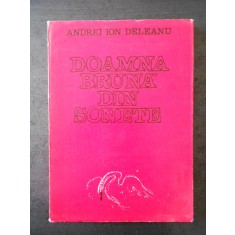 ANDREI ION DELEANU
DOAMNA
BRUNA
DIN
SONETE